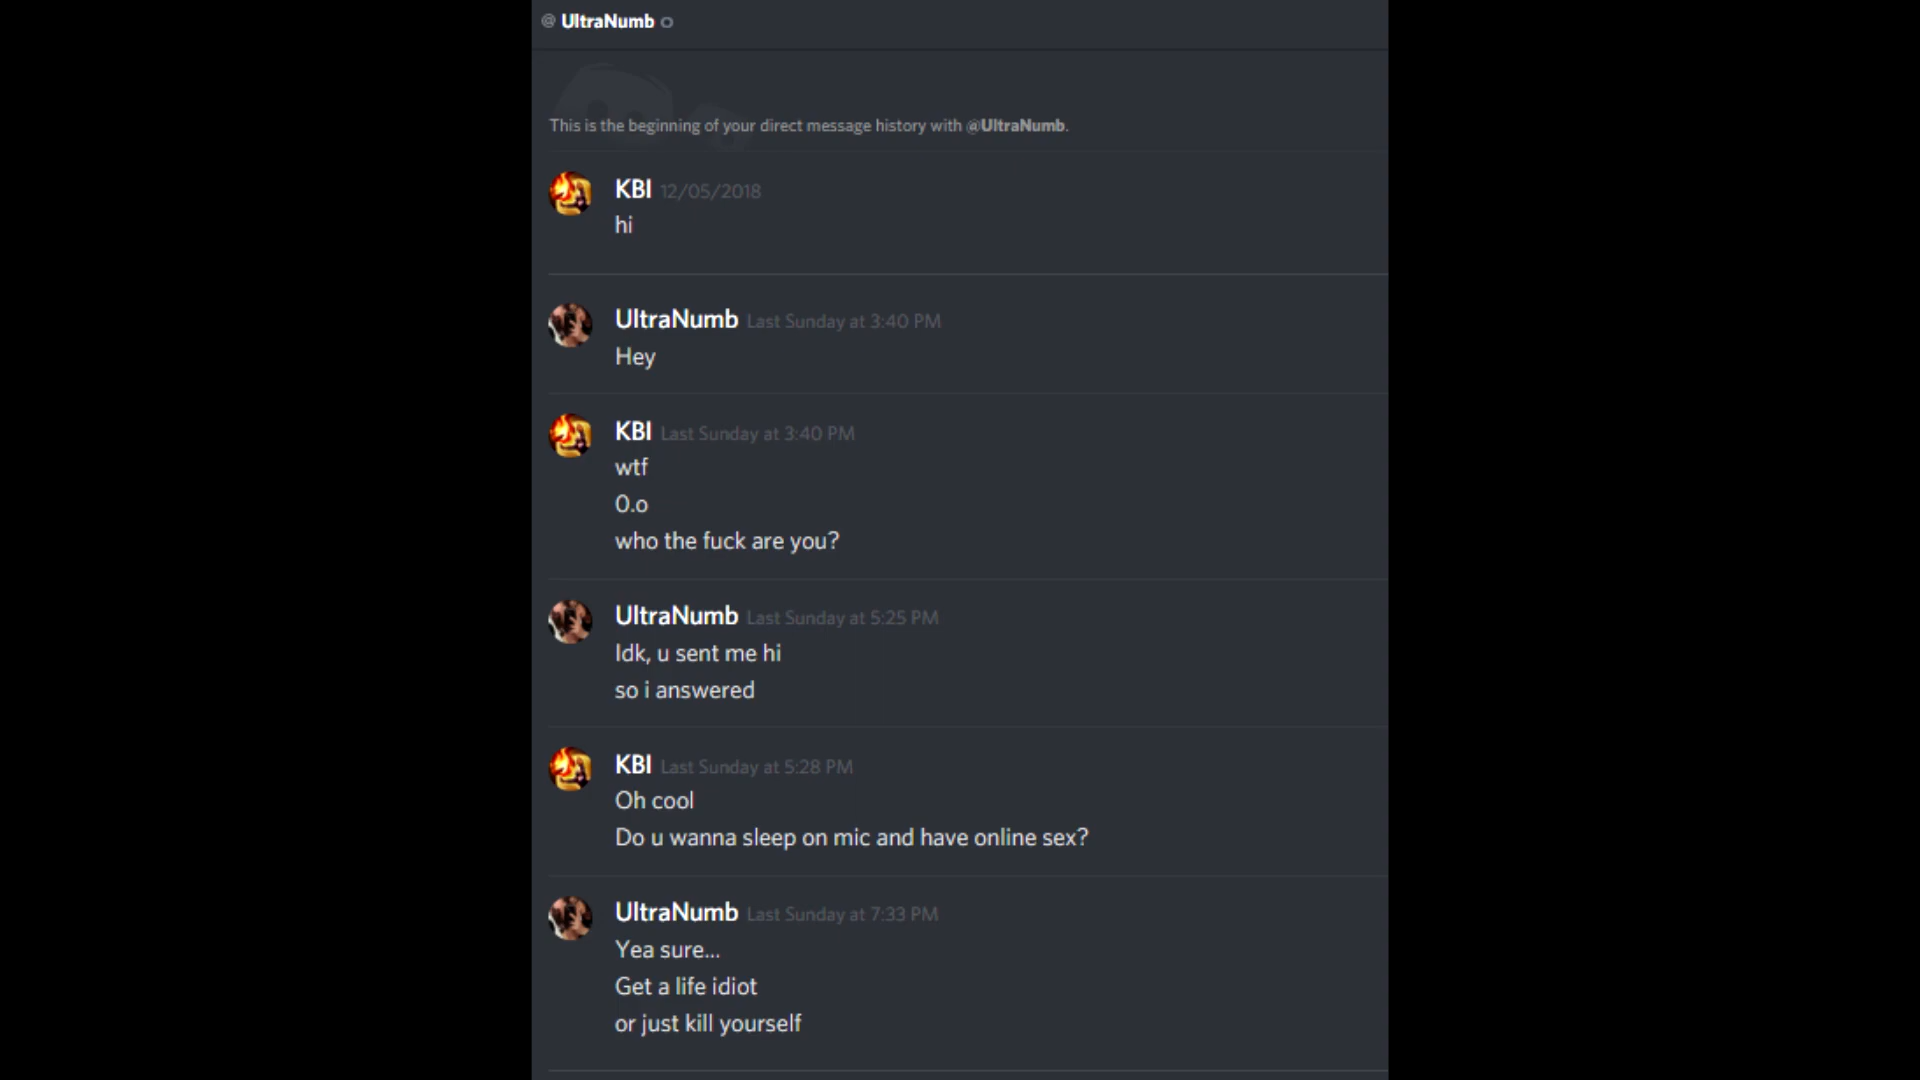 @ UltraNumb
This is the beginning of your direct message history with @UltraNumb.
KBI 12/05/2018
hi
UltraNumb Last Sunday at 3:40 PM
Hey
KBI Last Sunday at 3:40 PM
wtf
0.o
who the fuck are you?
UltraNumb Last Sunday at 5:25 PM
Idk, u sent me hi
so i answered
KBI Last Sunday at 5:28 PM
Oh cool
Do u wanna sleep on mic and have online sex?
UltraNumb Last Sunday at 7:33 PM
Yea sure...
Get a life idiot
or just kill yourself